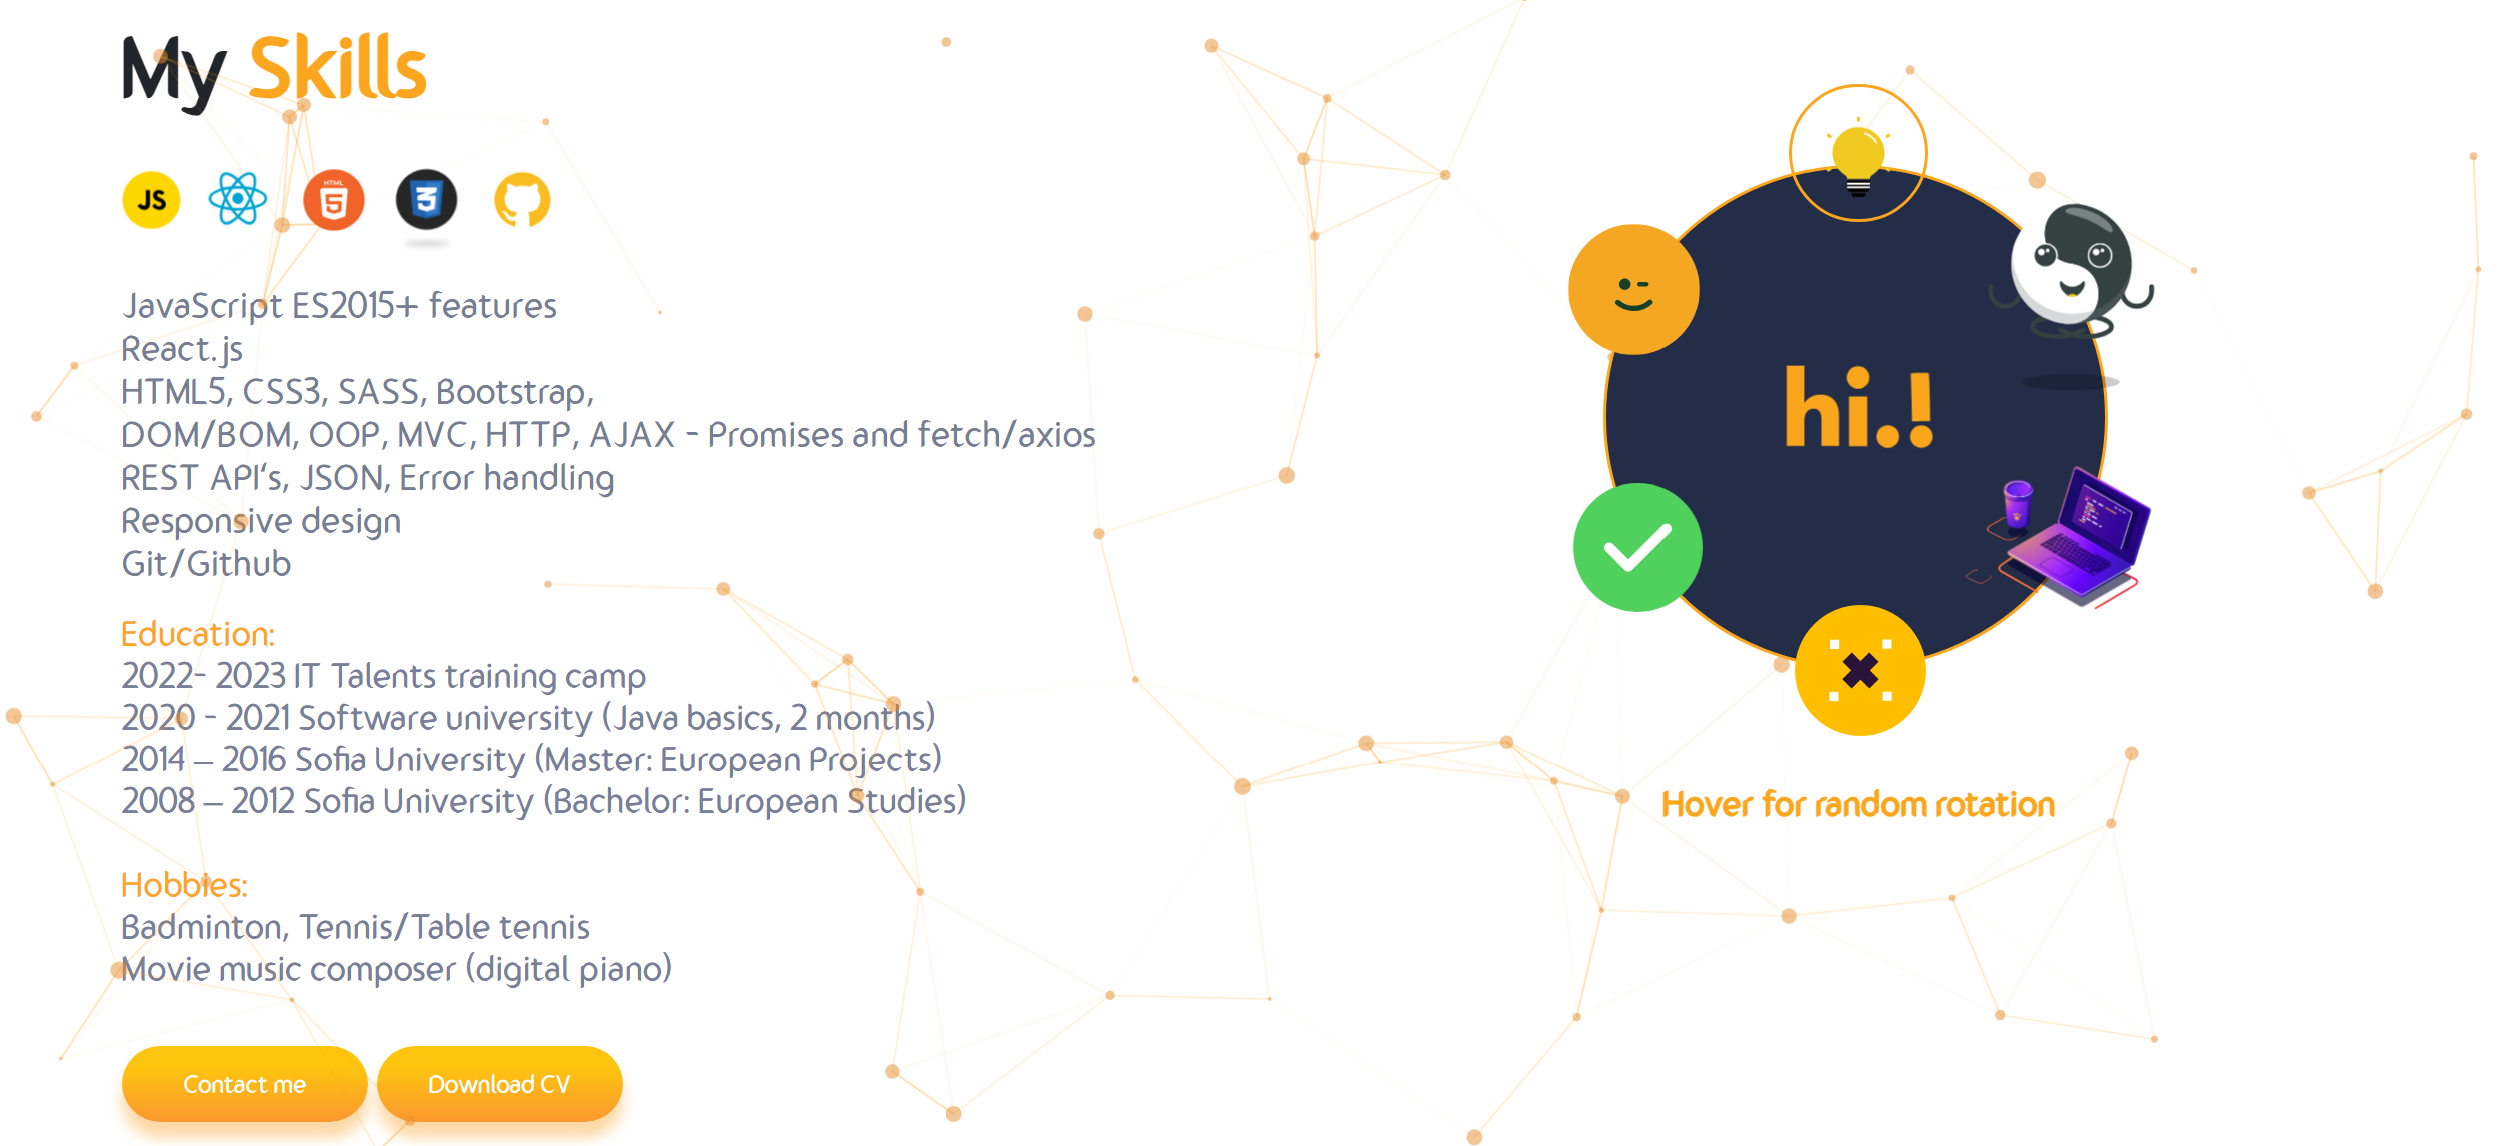 My Skills
JS
HTML
5
3
JavaScript ES2015+ features
React.js
HTML5, CSS3, SASS, Bootstrap,
DOM/BOM, OOP, MVC, HTTP, AJAX - Promises and fetch/axios
REST API's, JSON, Error handling
Responsive design
Git/Github
Education:
2022- 2023 IT Talents training camp
2020 - 2021 Software university (Java basics, 2 months)
2014 – 2016 Sofia University (Master: European Projects)
2008 – 2012 Sofia University (Bachelor: European Studies)
Hobbies:
Badminton, Tennis/Table tennis
Movie music composer (digital piano)
Contact me
Download CV
hi.!
Hover for random rotation